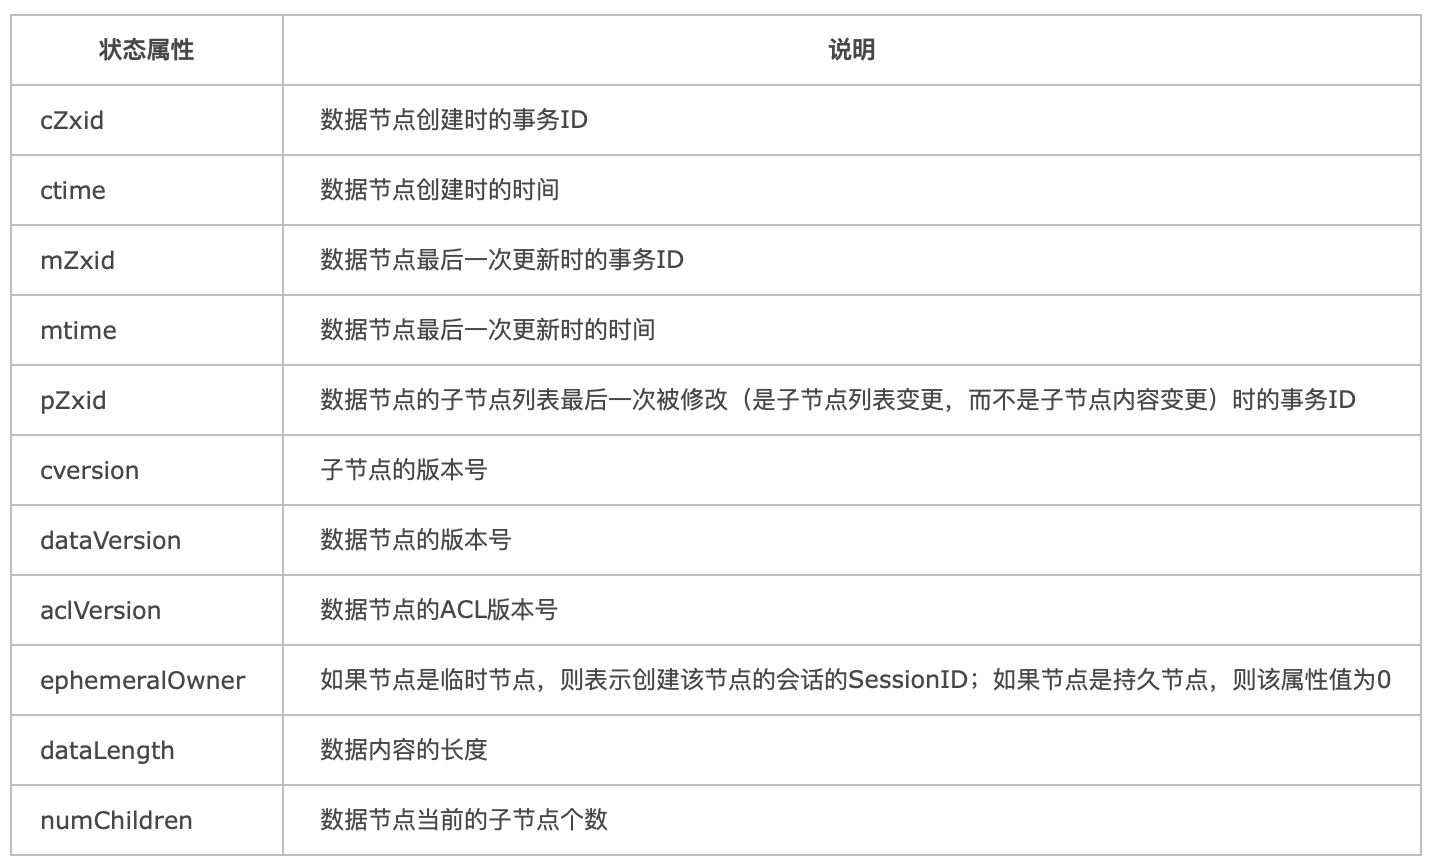 状态属性 说明
cZxid 数据节点创建时的事务ID
ctime 数据节点创建时的时间
mZxid 数据节点最后一次更新时的事务ID
mtime 数据节点最后一次更新时的时间
pZxid 数据节点的子节点列表最后一次被修改（是子节点列表变更，而不是子节点内容变更）时的事务ID
cversion 子节点的版本号
dataVersion 数据节点的版本号
aclVersion 数据节点的ACL版本号
ephemeralOwner 如果节点是临时节点，则表示创建该节点的会话的SessionID；如果节点是持久节点，则该属性值为0
dataLength 数据内容的长度
numChildren 数据节点当前的子节点个数